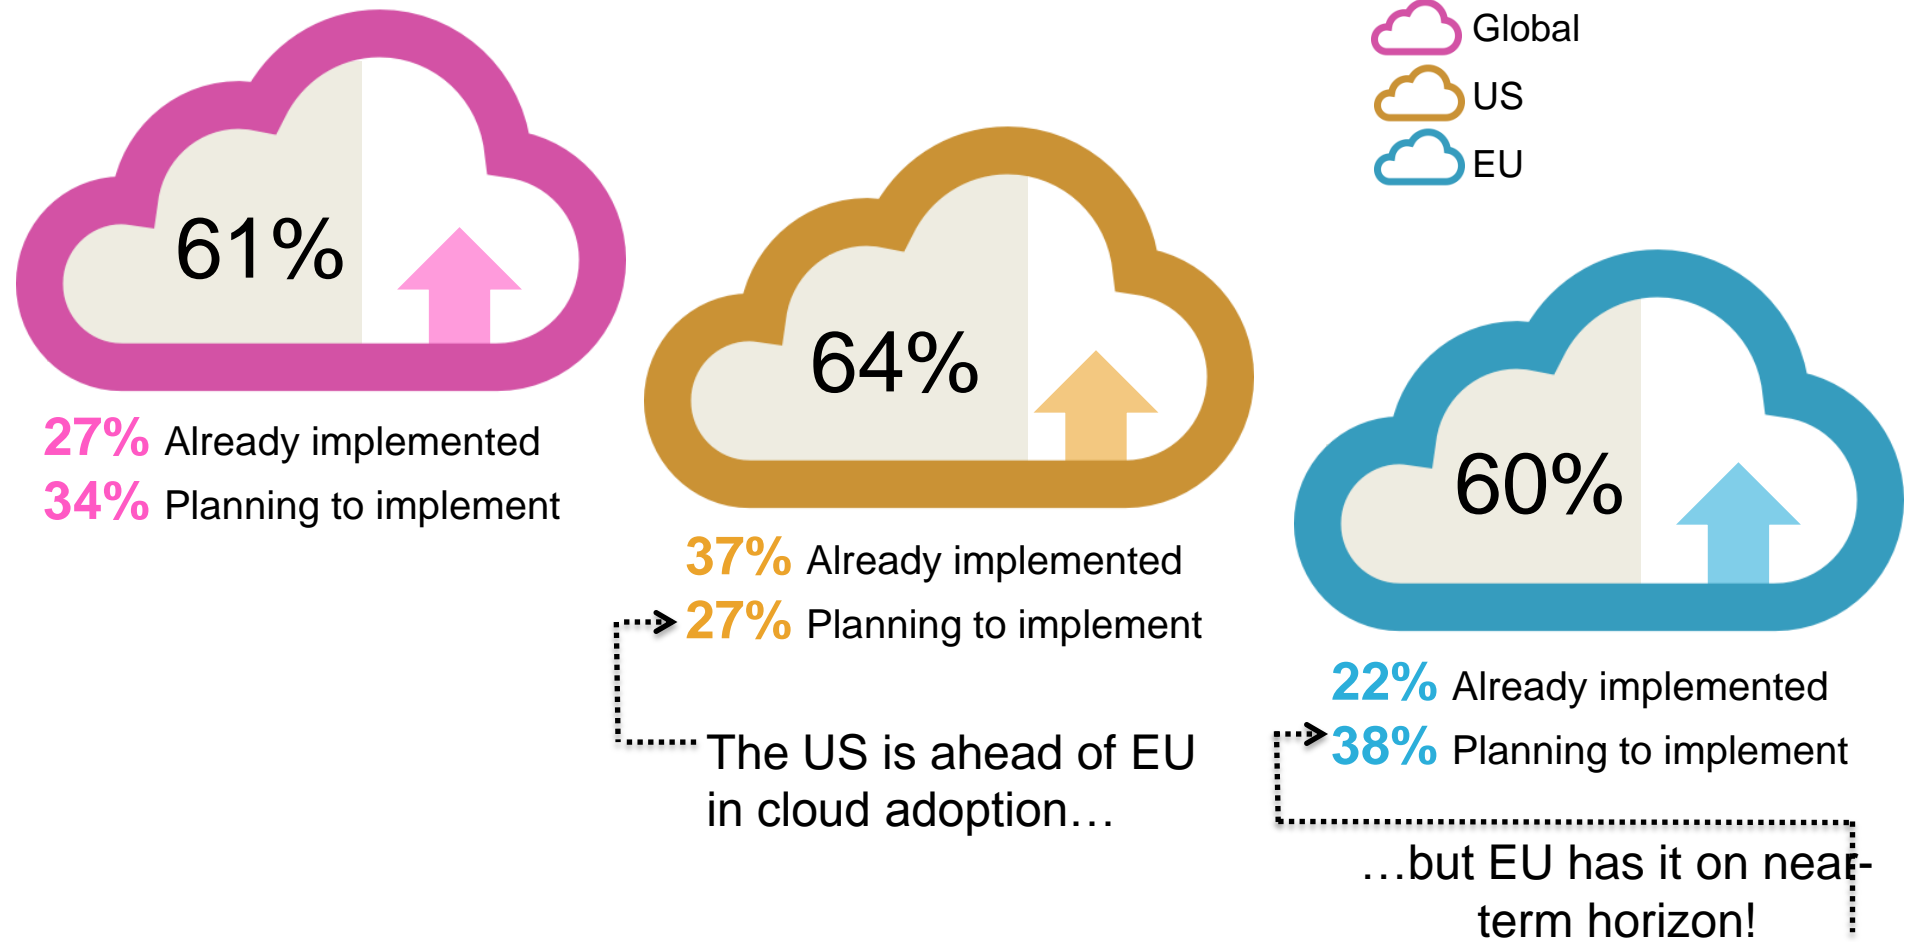 Global
US
EU
61%
27% Already implemented
34% Planning to implement
64%
37% Already implemented
27% Planning to implement
The US is ahead of EU
in cloud adoption…
60%
22% Already implemented
38% Planning to implement
…but EU has it on near-
term horizon!